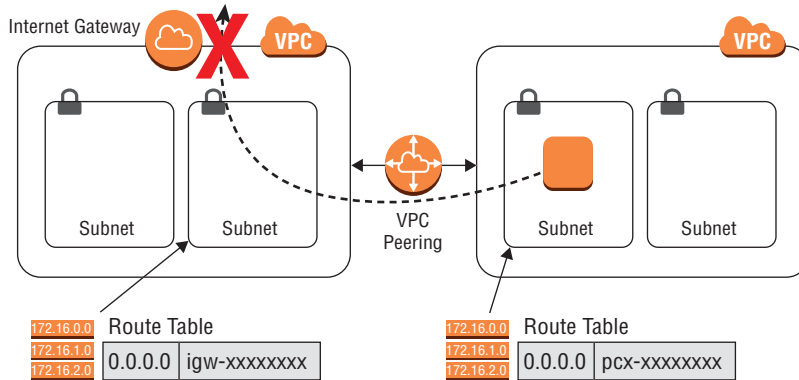 Internet Gateway
VPC
VPC
Subnet
Subnet
VPC
Peering
Subnet
Subnet
172.16.0.0
172.16.1.0
172.16.2.0
Route Table
0.0.0.0 igw-xxxxxxxx
172.16.0.0
172.16.1.0
172.16.2.0
Route Table
0.0.0.0 pcx-xxxxxxxx